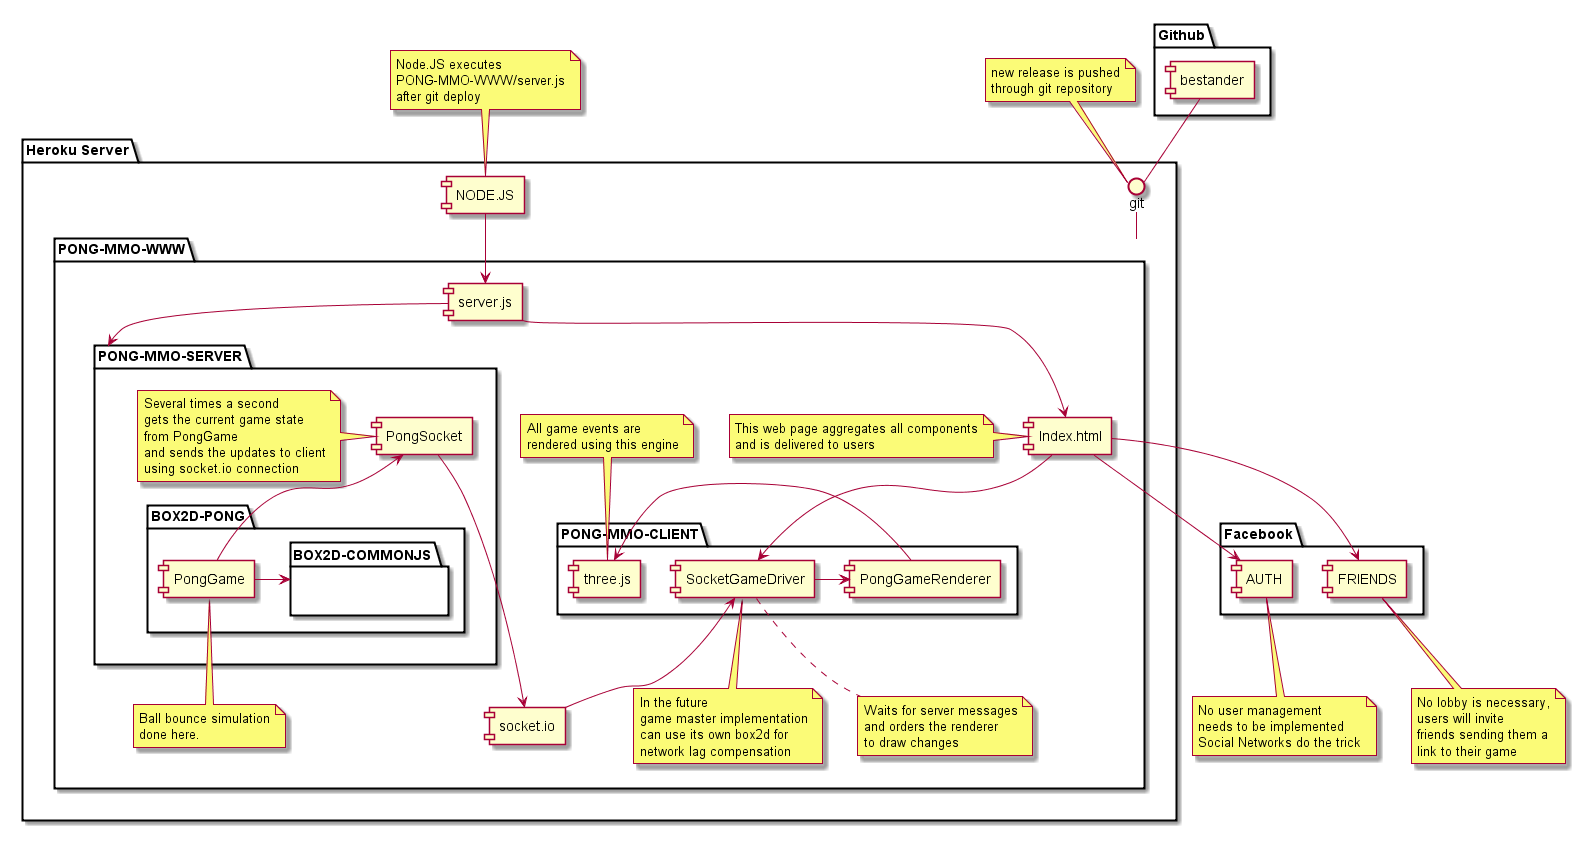 Github
bestander
Node.JS executes
PONG-MMO-WWW/server.js
after git deploy
new release is pushed
through git repository
Heroku Server
NODE.JS
git
PONG-MMO-WWW
server.js
PONG-MMO-SERVER
Several times a second
gets the current game state
from PongGame
and sends the updates to client
using socket.io connection
PongSocket
All game events are
rendered using this engine
This web page aggregates all components
and is delivered to users
Index.html
BOX2D-PONG
PongGame
BOX2D-COMMONJS
PONG-MMO-CLIENT
three.js
SocketGameDriver
PongGameRenderer
Facebook
AUTH
FRIENDS
Ball bounce simulation
done here.
socket.io
In the future
game master implementation
can use its own box2d for
network lag compensation
Waits for server messages
and orders the renderer
to draw changes
No user management
needs to be implemented
Social Networks do the trick
No lobby is necessary,
users will invite
friends sending them a
link to their game